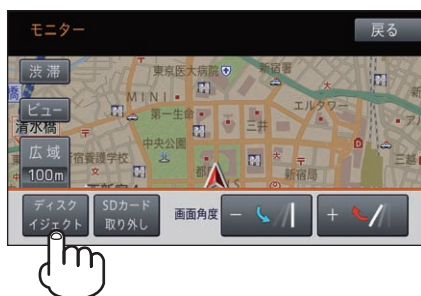 モニター
戻る
渋滞
東京医大病院
新宿署
MINI
エルタワー
ビュー
第一生命
清水橋
三井
広域
100m
宿養護学校
中央公園
三越
新宿局
ディスク
イジェクト
SDカード
取り外し
画面角度
−
+